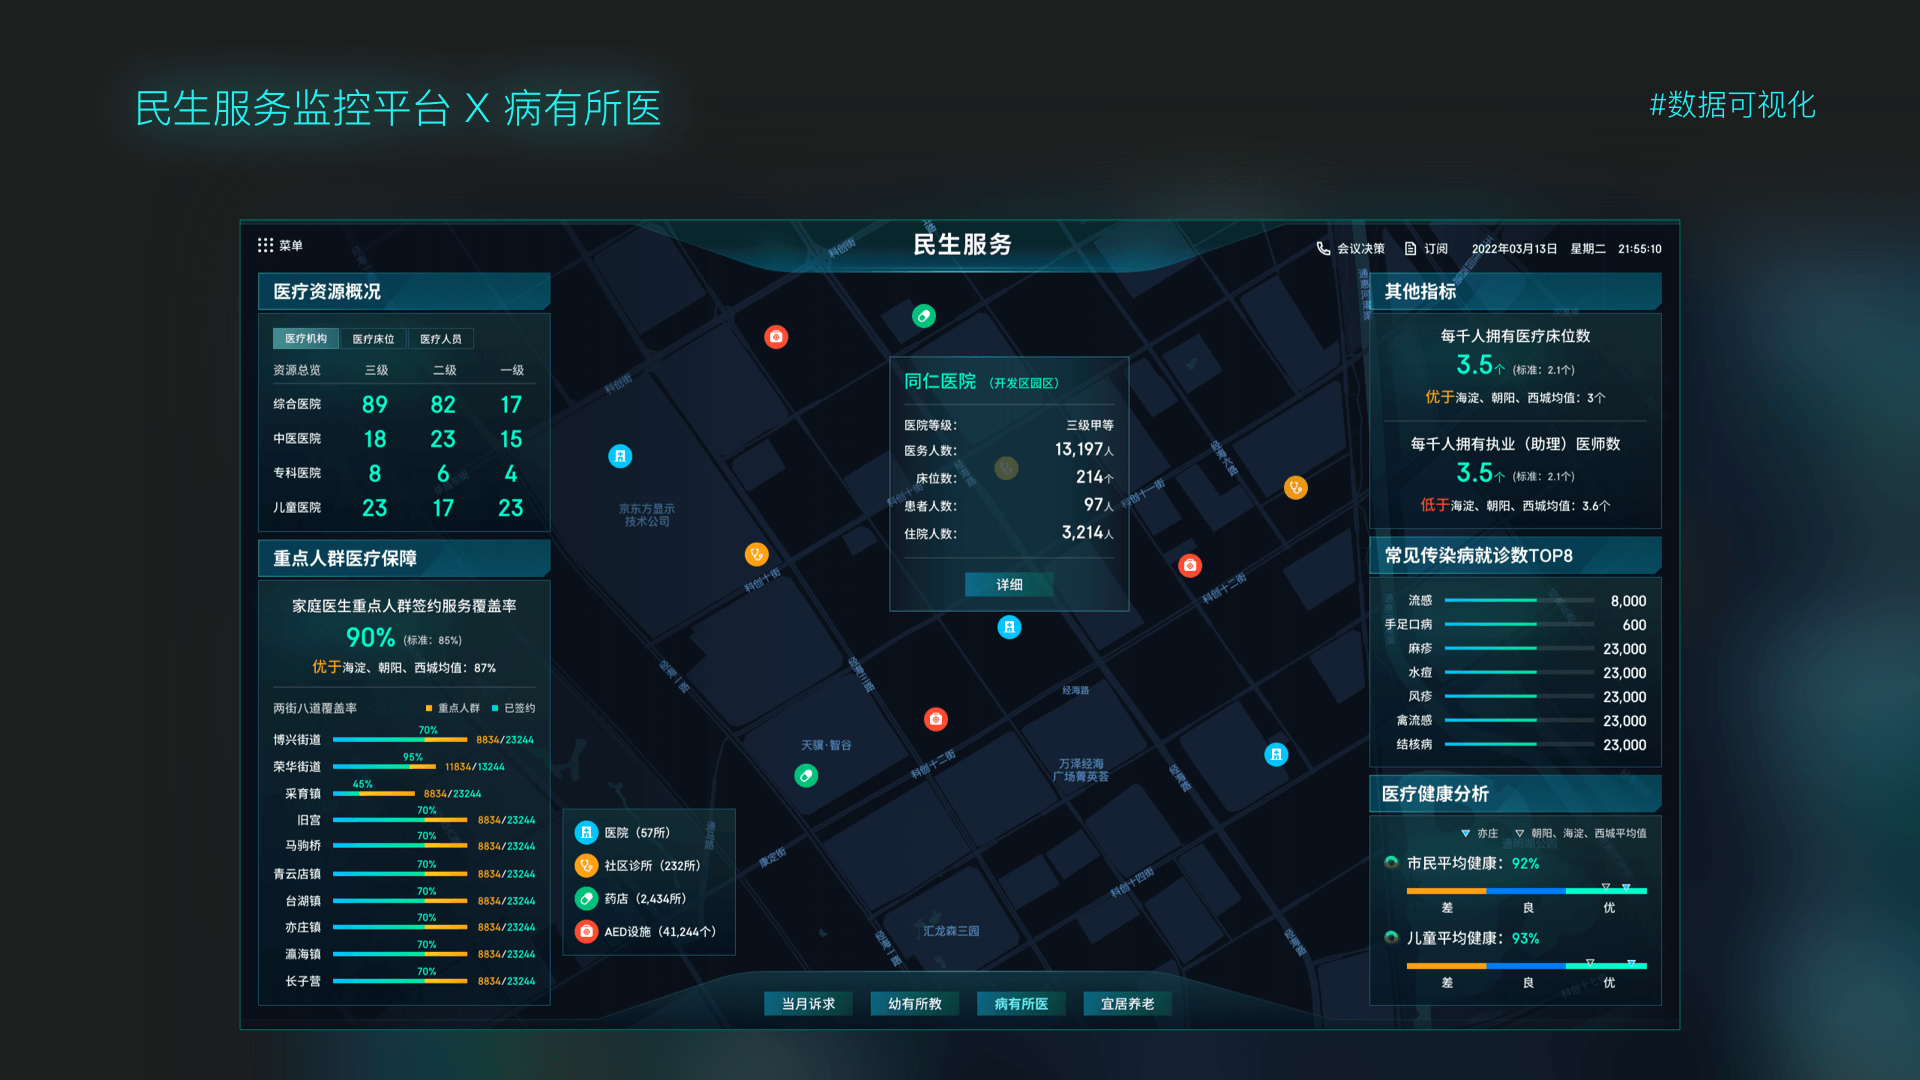 民生服务监控平台 X 病有所医
#数据可视化
菜单
民生服务
会议决策
订阅
2022年03月13日 星期二 21:55:10
医疗资源概况
医疗机构 医疗床位 医疗人员
资源总览 三级 二级 一级
综合医院 89 82 17
中医医院 18 23 15
专科医院 8 6 4
儿童医院 23 17 23
重点人群医疗保障
家庭医生重点人群签约服务覆盖率
90% (标准：85%)
优于海淀、朝阳、西城均值：87%
两街八道覆盖率 重点人群 已签约
博兴街道 70% 8834/23244
荣华街道 95% 11834/13244
采育镇 45% 8834/23244
旧宫 70% 8834/23244
马驹桥 70% 8834/23244
青云店镇 70% 8834/23244
台湖镇 70% 8834/23244
亦庄镇 70% 8834/23244
瀛海镇 70% 8834/23244
长子营 70% 8834/23244
科创街
科创街
京东方显示
技术公司
科创十街
科创十街
科创十一街
科创十二街
经海路
天骥·智谷
科创十二街
万泽经海
广场菁英荟
康定街
科创十四街
汇龙森三园
同仁医院（开发区园区）
医院等级： 三级甲等
医务人数： 13,197人
床位数： 214个
患者人数： 97人
住院人数： 3,214人
详细
医院（57所）
社区诊所（232所）
药店（2,434所）
AED设施（41,244个）
当月诉求 幼有所教 病有所医 宜居养老
其他指标
每千人拥有医疗床位数
3.5个 (标准：2.1个)
优于海淀、朝阳、西城均值：3个
每千人拥有执业（助理）医师数
3.5个 (标准：2.1个)
低于海淀、朝阳、西城均值：3.6个
常见传染病就诊数TOP8
流感 8,000
手足口病 600
麻疹 23,000
水痘 23,000
风疹 23,000
禽流感 23,000
结核病 23,000
医疗健康分析
亦庄 朝阳、海淀、西城平均值
通明湖公园
市民平均健康：92%
差 良 优
儿童平均健康：93%
差 良 优